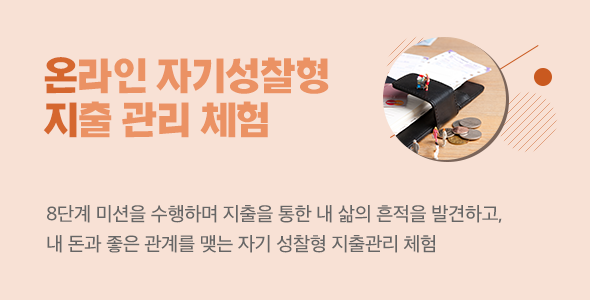 온라인 자기성찰형
지출 관리 체험
8단계 미션을 수행하며 지출을 통한 내 삶의 흔적을 발견하고,
내 돈과 좋은 관계를 맺는 자기 성찰형 지출관리 체험